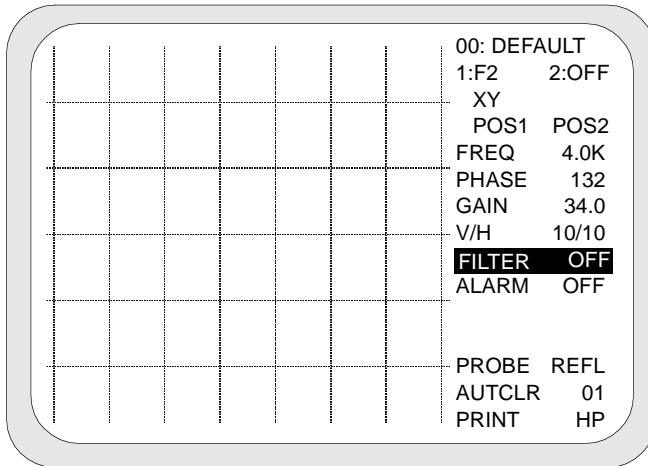 00: DEFAULT
1:F2 2:OFF
XY
POS1 POS2
FREQ 4.0K
PHASE 132
GAIN 34.0
V/H 10/10
FILTER OFF
ALARM OFF
PROBE REFL
AUTCLR 01
PRINT HP